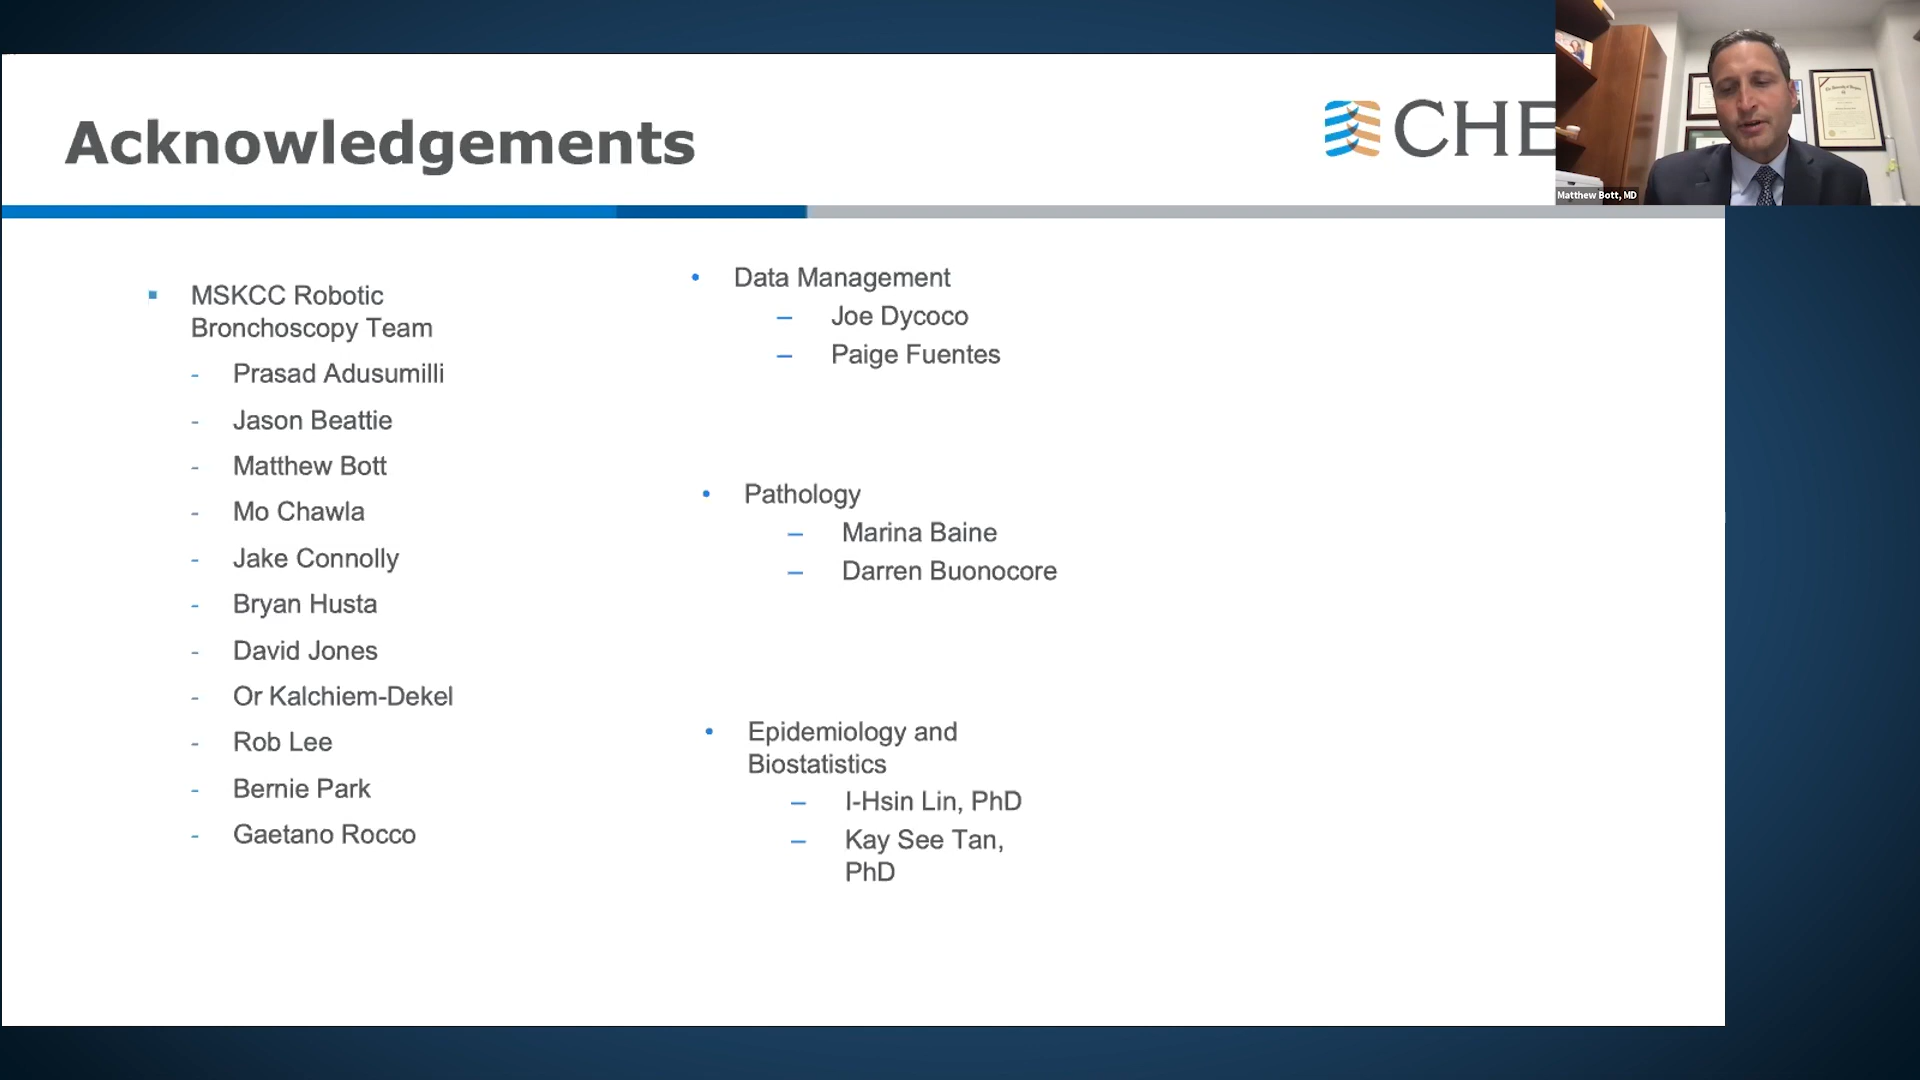 Acknowledgements
CHE
Matthew Bott, MD
MSKCC Robotic
Bronchoscopy Team
- Prasad Adusumilli
- Jason Beattie
- Matthew Bott
- Mo Chawla
- Jake Connolly
- Bryan Husta
- David Jones
- Or Kalchiem-Dekel
- Rob Lee
- Bernie Park
- Gaetano Rocco
• Data Management
– Joe Dycoco
– Paige Fuentes
• Pathology
– Marina Baine
– Darren Buonocore
• Epidemiology and
Biostatistics
– I-Hsin Lin, PhD
– Kay See Tan,
PhD